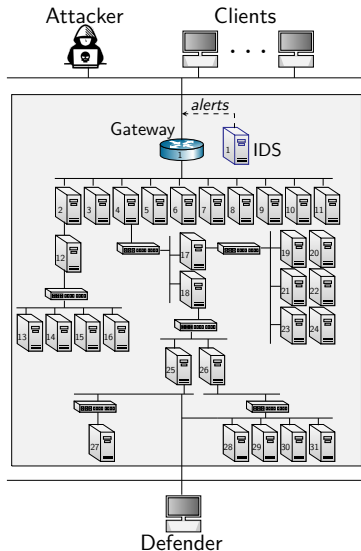 Attacker Clients
. . .
alerts
Gateway
1 1 IDS
2 3 4 5 6 7 8 9 10 11
12 17 19 20
18 21 22
13 14 15 16 23 24
25 26
27 28 29 30 31
Defender